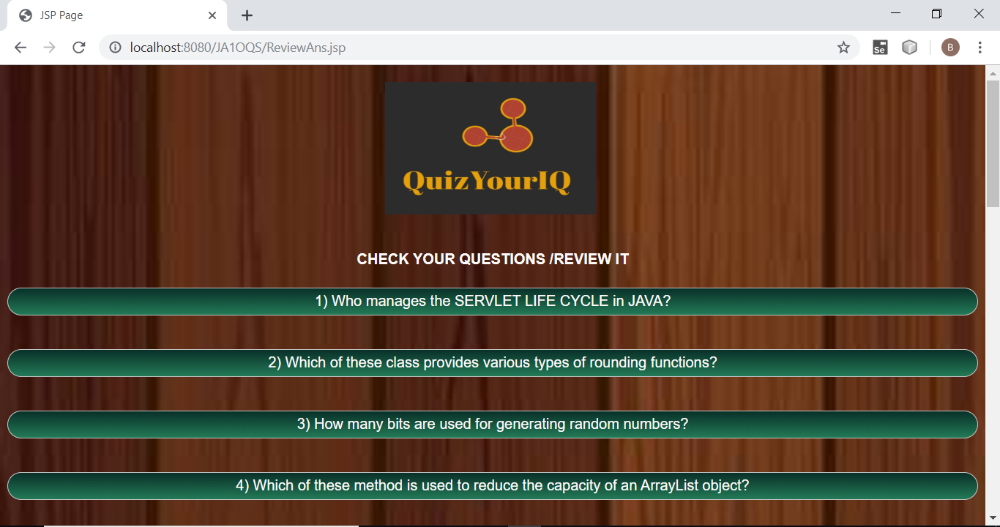 JSP Page
localhost:8080/JA1OQS/ReviewAns.jsp
Se
B
QuizYourIQ
CHECK YOUR QUESTIONS /REVIEW IT
1) Who manages the SERVLET LIFE CYCLE in JAVA?
2) Which of these class provides various types of rounding functions?
3) How many bits are used for generating random numbers?
4) Which of these method is used to reduce the capacity of an ArrayList object?